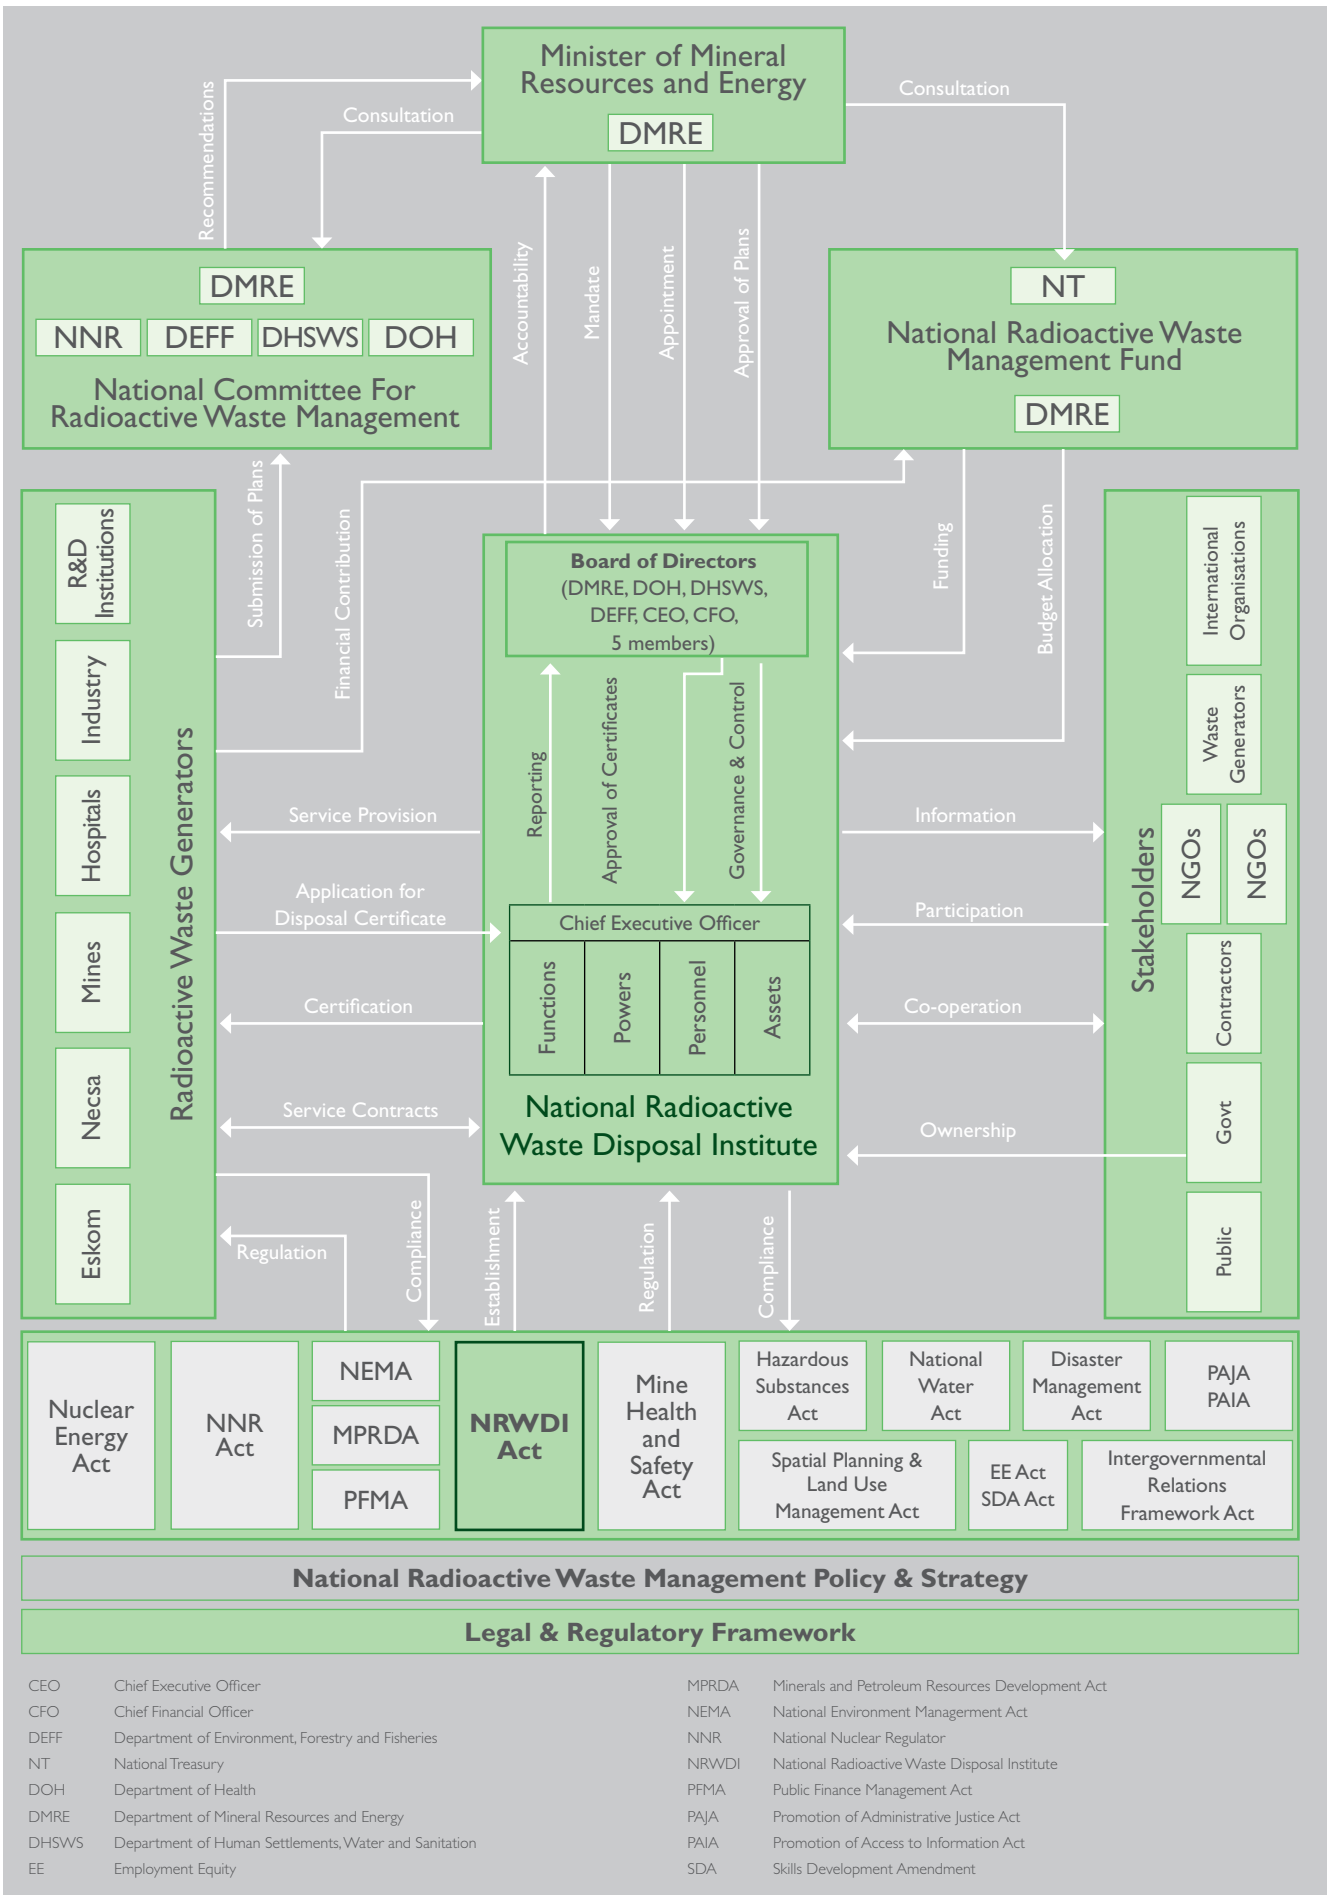 Minister of Mineral
Resources and Energy
DMRE
Consultation
Consultation
Recommendations
DMRE
NNR
DEFF
DHSWS
DOH
National Committee For
Radioactive Waste Management
Accountability
Mandate
Appointment
Approval of Plans
NT
National Radioactive Waste
Management Fund
DMRE
Submission of Plans
Financial Contribution
Funding
Budget Allocation
R&D
Institutions
Industry
Hospitals
Mines
Necsa
Eskom
Radioactive Waste Generators
Board of Directors
(DMRE, DOH, DHSWS,
DEFF, CEO, CFO,
5 members)
Reporting
Approval of Certificates
Governance & Control
Chief Executive Officer
Functions
Powers
Personnel
Assets
National Radioactive
Waste Disposal Institute
Service Provision
Application for
Disposal Certificate
Certification
Service Contracts
Information
Participation
Co-operation
Ownership
Stakeholders
International
Organisations
Waste
Generators
NGOs
NGOs
Contractors
Govt
Public
Regulation
Compliance
Establishment
Regulation
Compliance
Nuclear
Energy
Act
NNR
Act
NEMA
MPRDA
PFMA
NRWDI
Act
Mine
Health
and
Safety
Act
Hazardous
Substances
Act
National
Water
Act
Disaster
Management
Act
PAJA
PAIA
Spatial Planning &
Land Use
Management Act
EE Act
SDA Act
Intergovernmental
Relations
Framework Act
National Radioactive Waste Management Policy & Strategy
Legal & Regulatory Framework
CEO Chief Executive Officer
CFO Chief Financial Officer
DEFF Department of Environment, Forestry and Fisheries
NT National Treasury
DOH Department of Health
DMRE Department of Mineral Resources and Energy
DHSWS Department of Human Settlements, Water and Sanitation
EE Employment Equity
MPRDA Minerals and Petroleum Resources Development Act
NEMA National Environment Managerment Act
NNR National Nuclear Regulator
NRWDI National Radioactive Waste Disposal Institute
PFMA Public Finance Management Act
PAJA Promotion of Administrative Justice Act
PAIA Promotion of Access to Information Act
SDA Skills Development Amendment